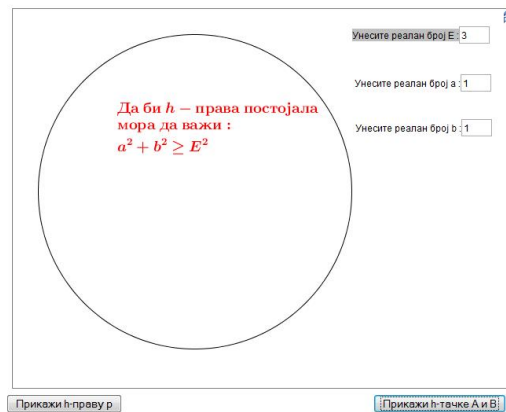 Унесите реалан број E : 3
Да би h − права постојала
мора да важи :
a² + b² ≥ E²
Унесите реалан број a : 1
Унесите реалан број b : 1
Прикажи h-праву p
Прикажи h-тачке A и B